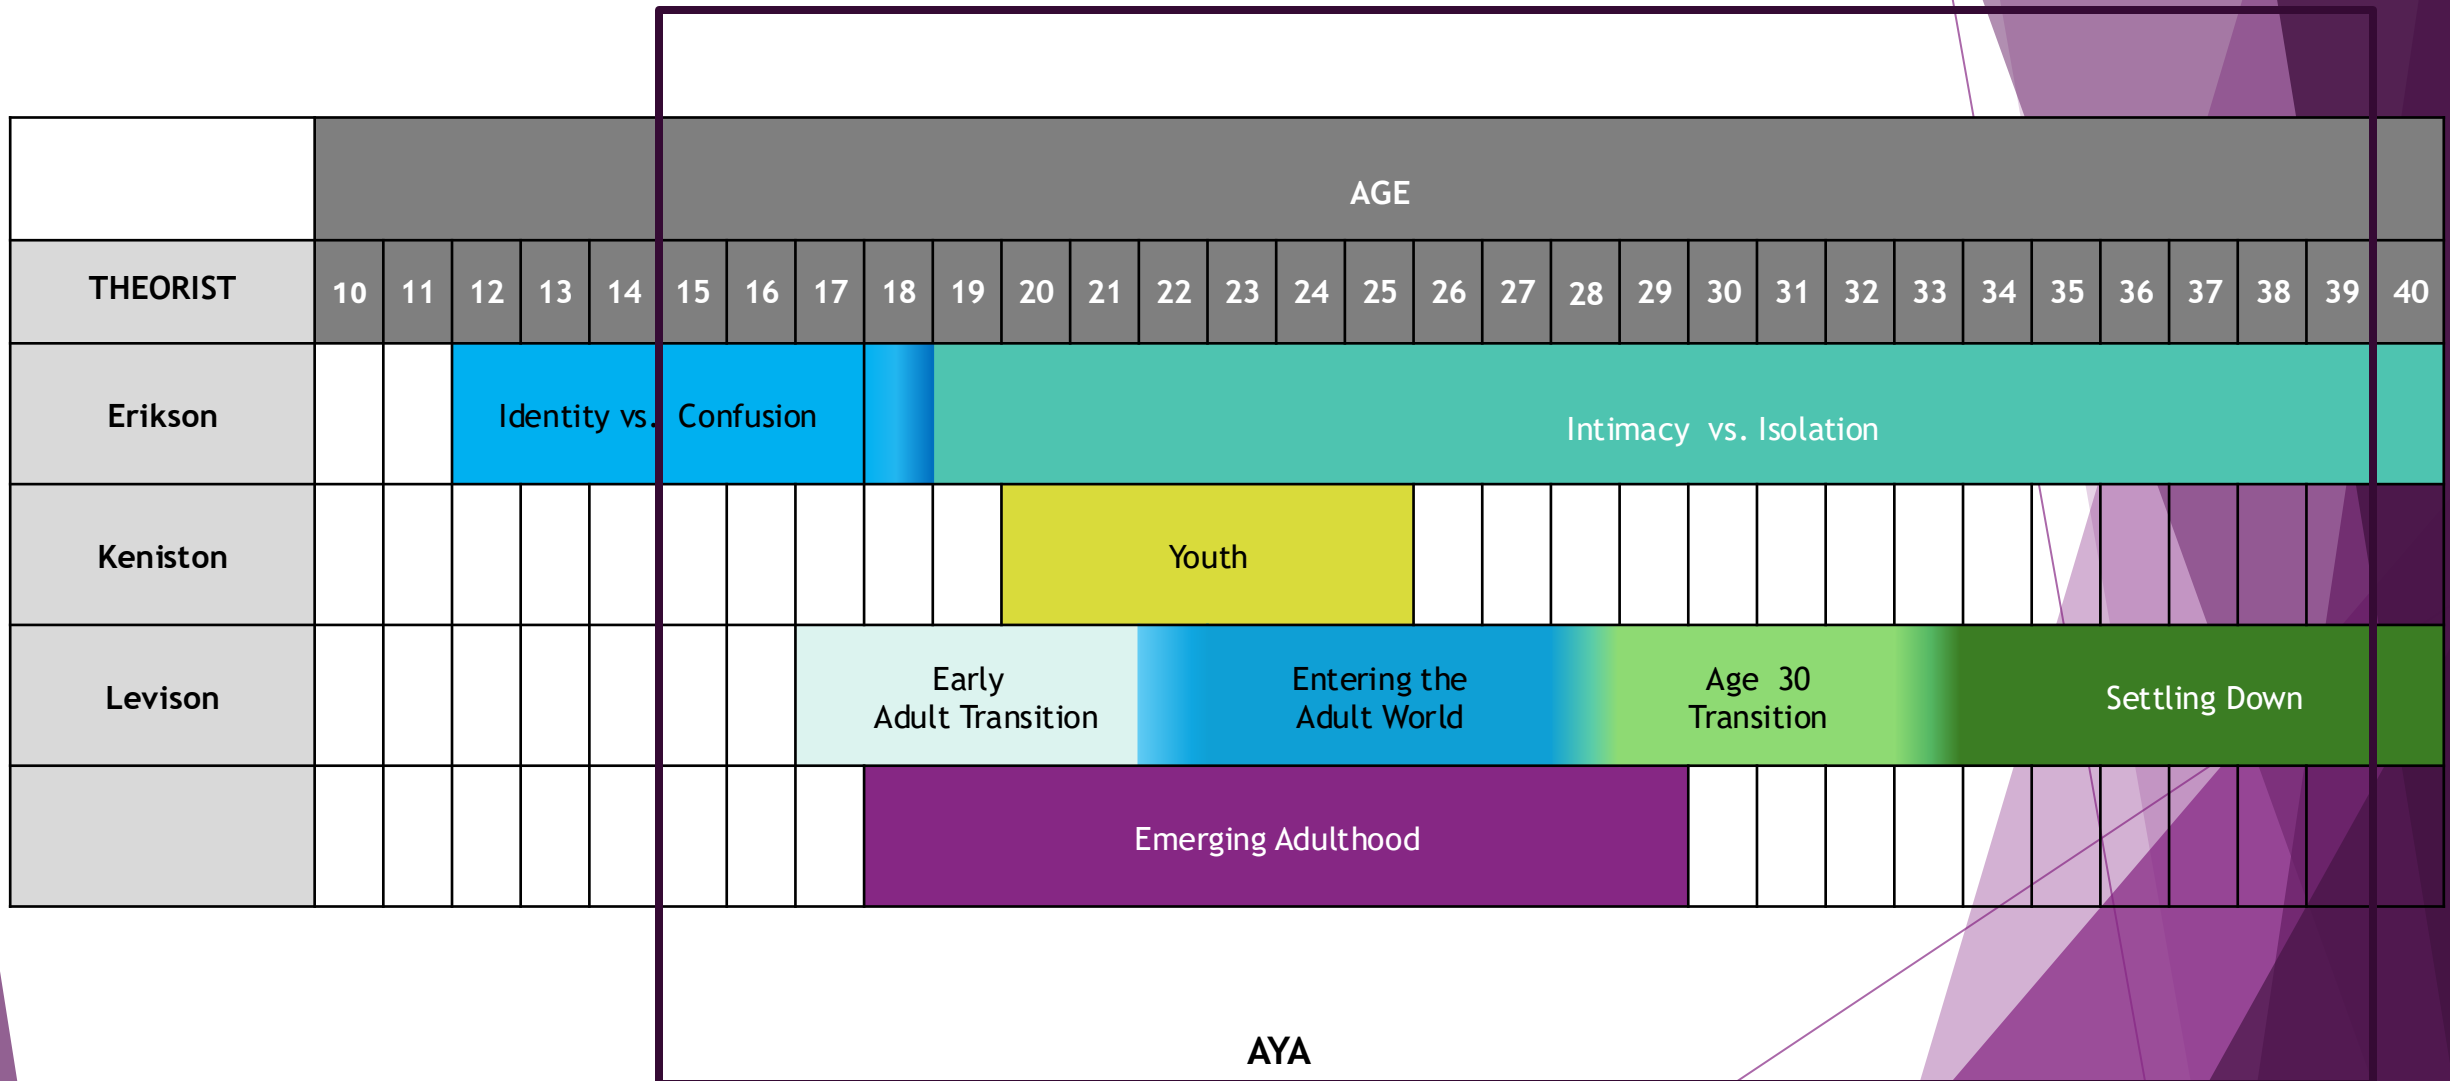 AGE
THEORIST 10 11 12 13 14 15 16 17 18 19 20 21 22 23 24 25 26 27 28 29 30 31 32 33 34 35 36 37 38 39 40
Erikson Identity vs. Confusion Intimacy vs. Isolation
Keniston Youth
Levison Early Adult Transition Entering the Adult World Age 30 Transition Settling Down
Emerging Adulthood
AYA